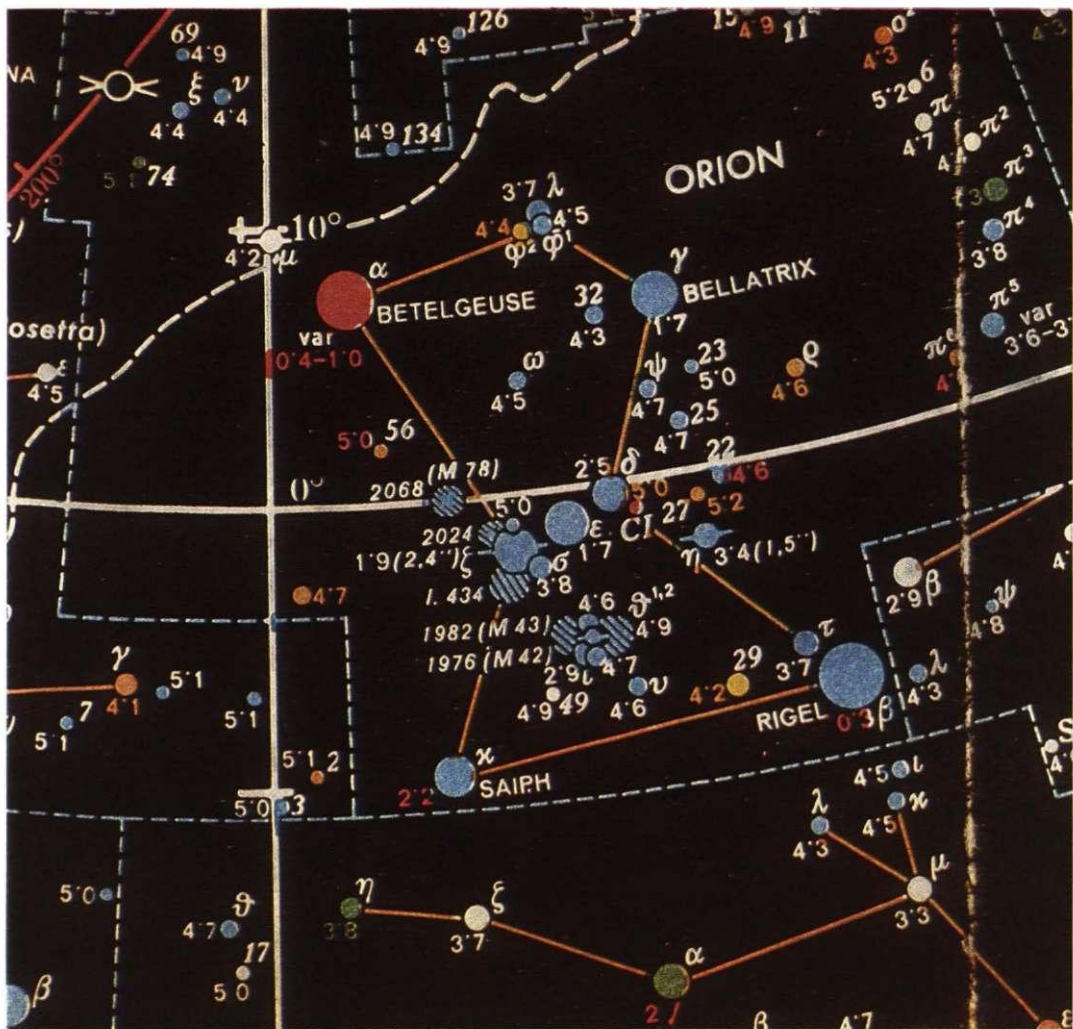 126
4.9
15
4.9
11
ο²
4.3
69
4.9
NA
ξ
υ
4.4
4.4
6
5.2
π
4.7
π²
4.9 134
5.1 74
ORION
π³
200°
3.7 λ
4.5
4.4
φ² φ¹
π⁴
3.8
10°
4.2 μ
α
BETELGEUSE
var
0.4-1.0
γ
BELLATRIX
1.7
32
4.3
π⁵
var
osetta)
ε
4.5
ω
4.5
ψ
4.7
23
5.0
ρ
4.6
25
4.7
5.0 56
(M 78)
2068
0°
2.5 δ
5.0
22
4.6
5.0
2024
ε
1.7
CI 27
5.2
1.9(2,4'') ξ
σ
3.8
η 3.4(1,5'')
I. 434
2.9 β
ψ
4.8
4.7
4.6
ϑ¹,²
4.9
1982 (M 43)
1976 (M 42)
4.7
2.9 ι
τ
3.7
γ
4.1
5.1
4.9 49
υ
4.6
29
4.2
λ
4.3
7
5.1
5.1
RIGEL
0.3 β
5.1 2
κ
2.2
SAIPH
4.5 ι
5.0 3
λ
4.3
κ
4.5
5.0
η
3.8
ξ
3.7
μ
3.3
ϑ
4.7
17
5.0
α
β
β
4.7
ε